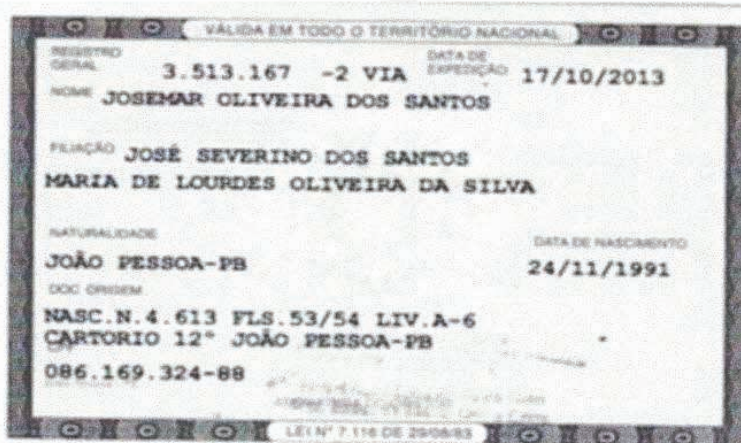 VÁLIDA EM TODO O TERRITÓRIO NACIONAL
REGISTRO GERAL 3.513.167 -2 VIA DATA DE EXPEDIÇÃO 17/10/2013
NOME JOSEMAR OLIVEIRA DOS SANTOS
FILIAÇÃO JOSÉ SEVERINO DOS SANTOS
MARIA DE LOURDES OLIVEIRA DA SILVA
NATURALIDADE DATA DE NASCIMENTO
JOÃO PESSOA-PB 24/11/1991
DOC ORIGEM
NASC.N.4.613 FLS.53/54 LIV.A-6
CARTORIO 12° JOÃO PESSOA-PB
086.169.324-88
LEI Nº 7.116 DE 29/08/83